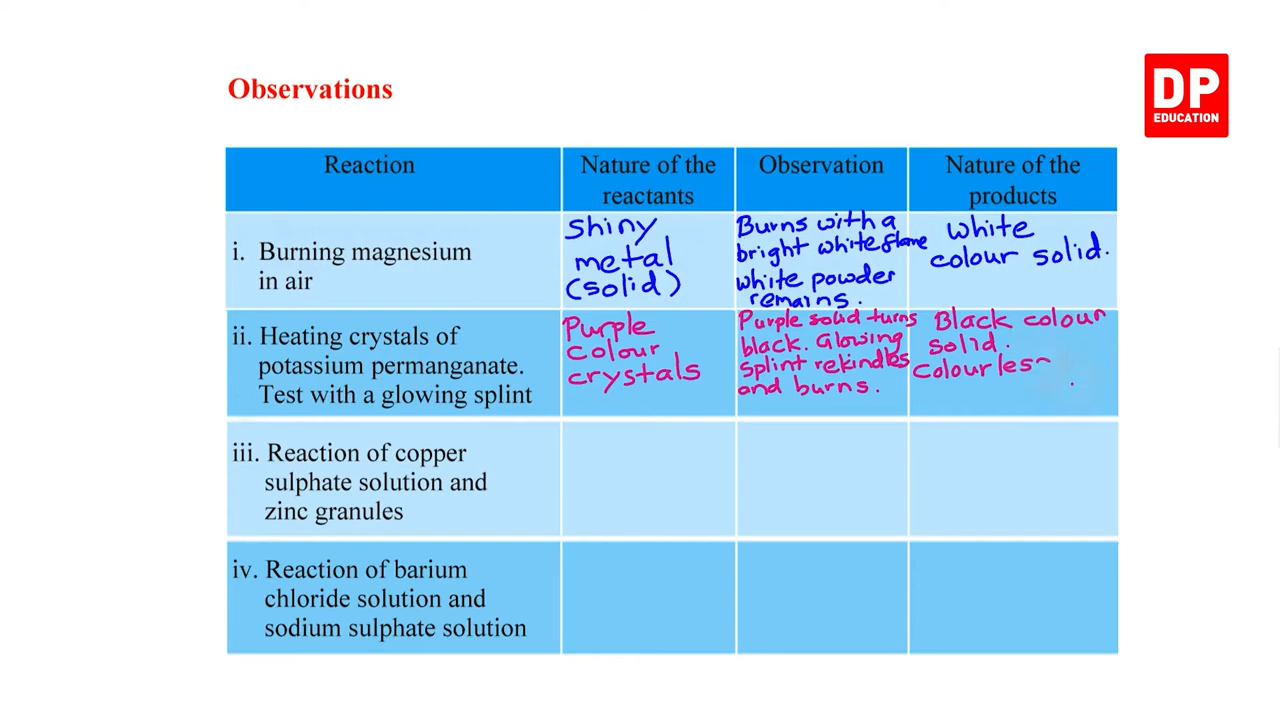 Observations
DP
EDUCATION
Reaction
Nature of the
reactants
Observation
Nature of the
products
i. Burning magnesium
in air
shiny
metal
(solid)
Burns with a
bright white flame
white powder
remains.
white
colour solid.
ii. Heating crystals of
potassium permanganate.
Test with a glowing splint
Purple
colour
crystals
Purple solid turns
black. Glowing
splint rekindles
and burns.
Black colour
solid.
Colourles
iii. Reaction of copper
sulphate solution and
zinc granules
iv. Reaction of barium
chloride solution and
sodium sulphate solution